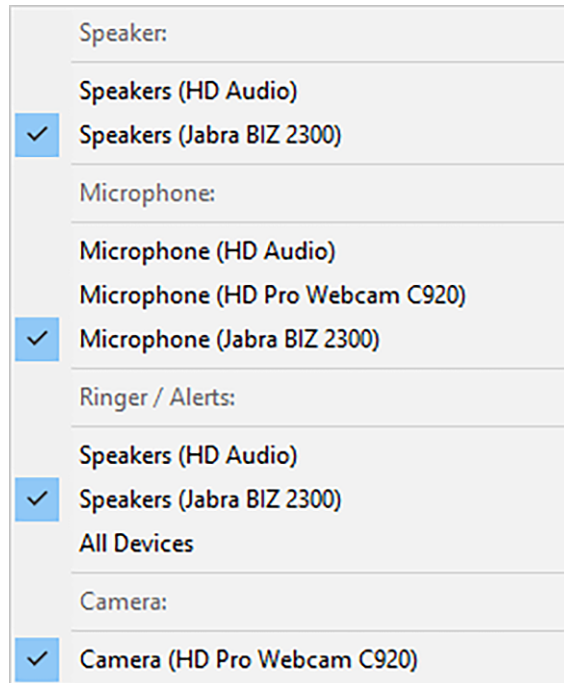 Speaker:
Speakers (HD Audio)
Speakers (Jabra BIZ 2300)
Microphone:
Microphone (HD Audio)
Microphone (HD Pro Webcam C920)
Microphone (Jabra BIZ 2300)
Ringer / Alerts:
Speakers (HD Audio)
Speakers (Jabra BIZ 2300)
All Devices
Camera:
Camera (HD Pro Webcam C920)